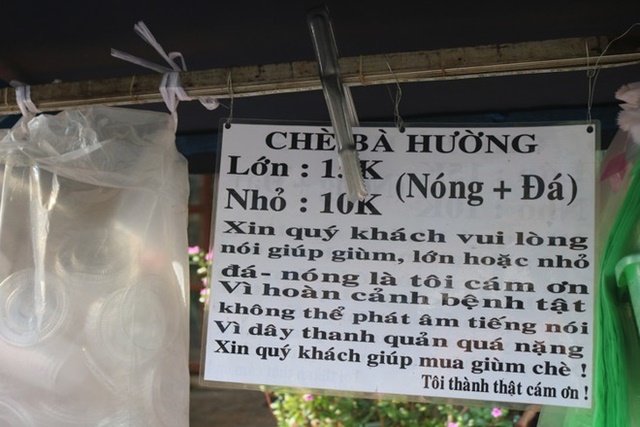 CHÈ BÀ HƯỜNG
Lớn : 15K
Nhỏ : 10K
(Nóng + Đá)
Xin quý khách vui lòng
nói giúp giùm, lớn hoặc nhỏ
đá- nóng là tôi cám ơn
Vì hoàn cảnh bệnh tật
không thể phát âm tiếng nói
Vì dây thanh quản quá nặng
Xin quý khách giúp mua giùm chè !
Tôi thành thật cám ơn !